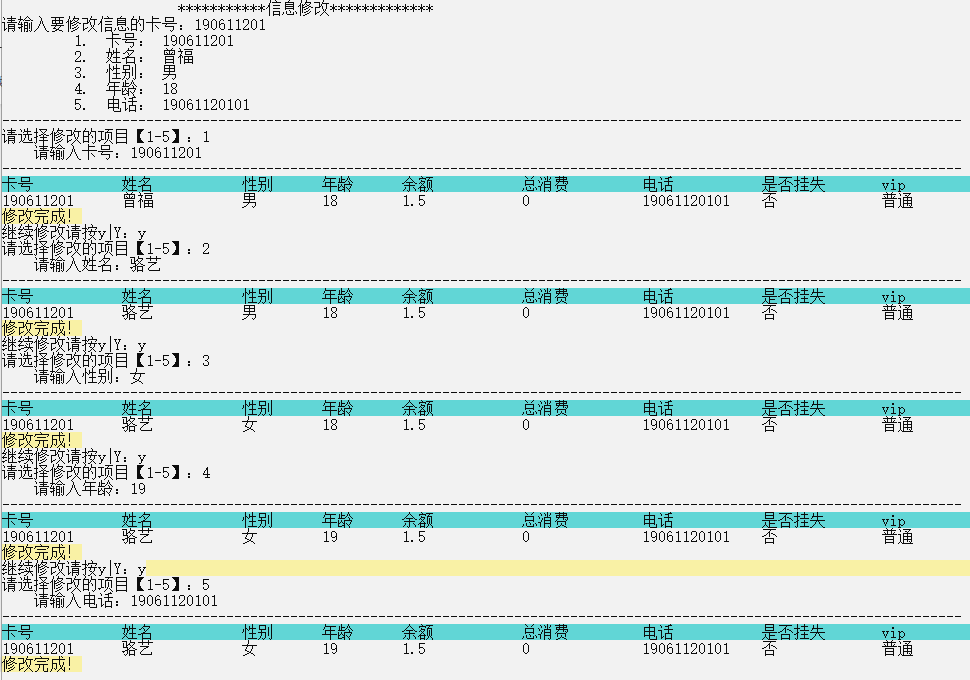 ***********信息修改*************
请输入要修改信息的卡号：190611201
1. 卡号： 190611201
2. 姓名： 曾福
3. 性别： 男
4. 年龄： 18
5. 电话： 19061120101
------------------------------------------------------------------------------------------------------------------------
请选择修改的项目【1-5】：1
请输入卡号：190611201
------------------------------------------------------------------------------------------------------------------------
卡号 姓名 性别 年龄 余额 总消费 电话 是否挂失 vip
190611201 曾福 男 18 1.5 0 19061120101 否 普通
修改完成!
继续修改请按y|Y：y
请选择修改的项目【1-5】：2
请输入姓名：骆艺
------------------------------------------------------------------------------------------------------------------------
卡号 姓名 性别 年龄 余额 总消费 电话 是否挂失 vip
190611201 骆艺 男 18 1.5 0 19061120101 否 普通
修改完成!
继续修改请按y|Y：y
请选择修改的项目【1-5】：3
请输入性别：女
------------------------------------------------------------------------------------------------------------------------
卡号 姓名 性别 年龄 余额 总消费 电话 是否挂失 vip
190611201 骆艺 女 18 1.5 0 19061120101 否 普通
修改完成!
继续修改请按y|Y：y
请选择修改的项目【1-5】：4
请输入年龄：19
------------------------------------------------------------------------------------------------------------------------
卡号 姓名 性别 年龄 余额 总消费 电话 是否挂失 vip
190611201 骆艺 女 19 1.5 0 19061120101 否 普通
修改完成!
继续修改请按y|Y：y
请选择修改的项目【1-5】：5
请输入电话：19061120101
------------------------------------------------------------------------------------------------------------------------
卡号 姓名 性别 年龄 余额 总消费 电话 是否挂失 vip
190611201 骆艺 女 19 1.5 0 19061120101 否 普通
修改完成!